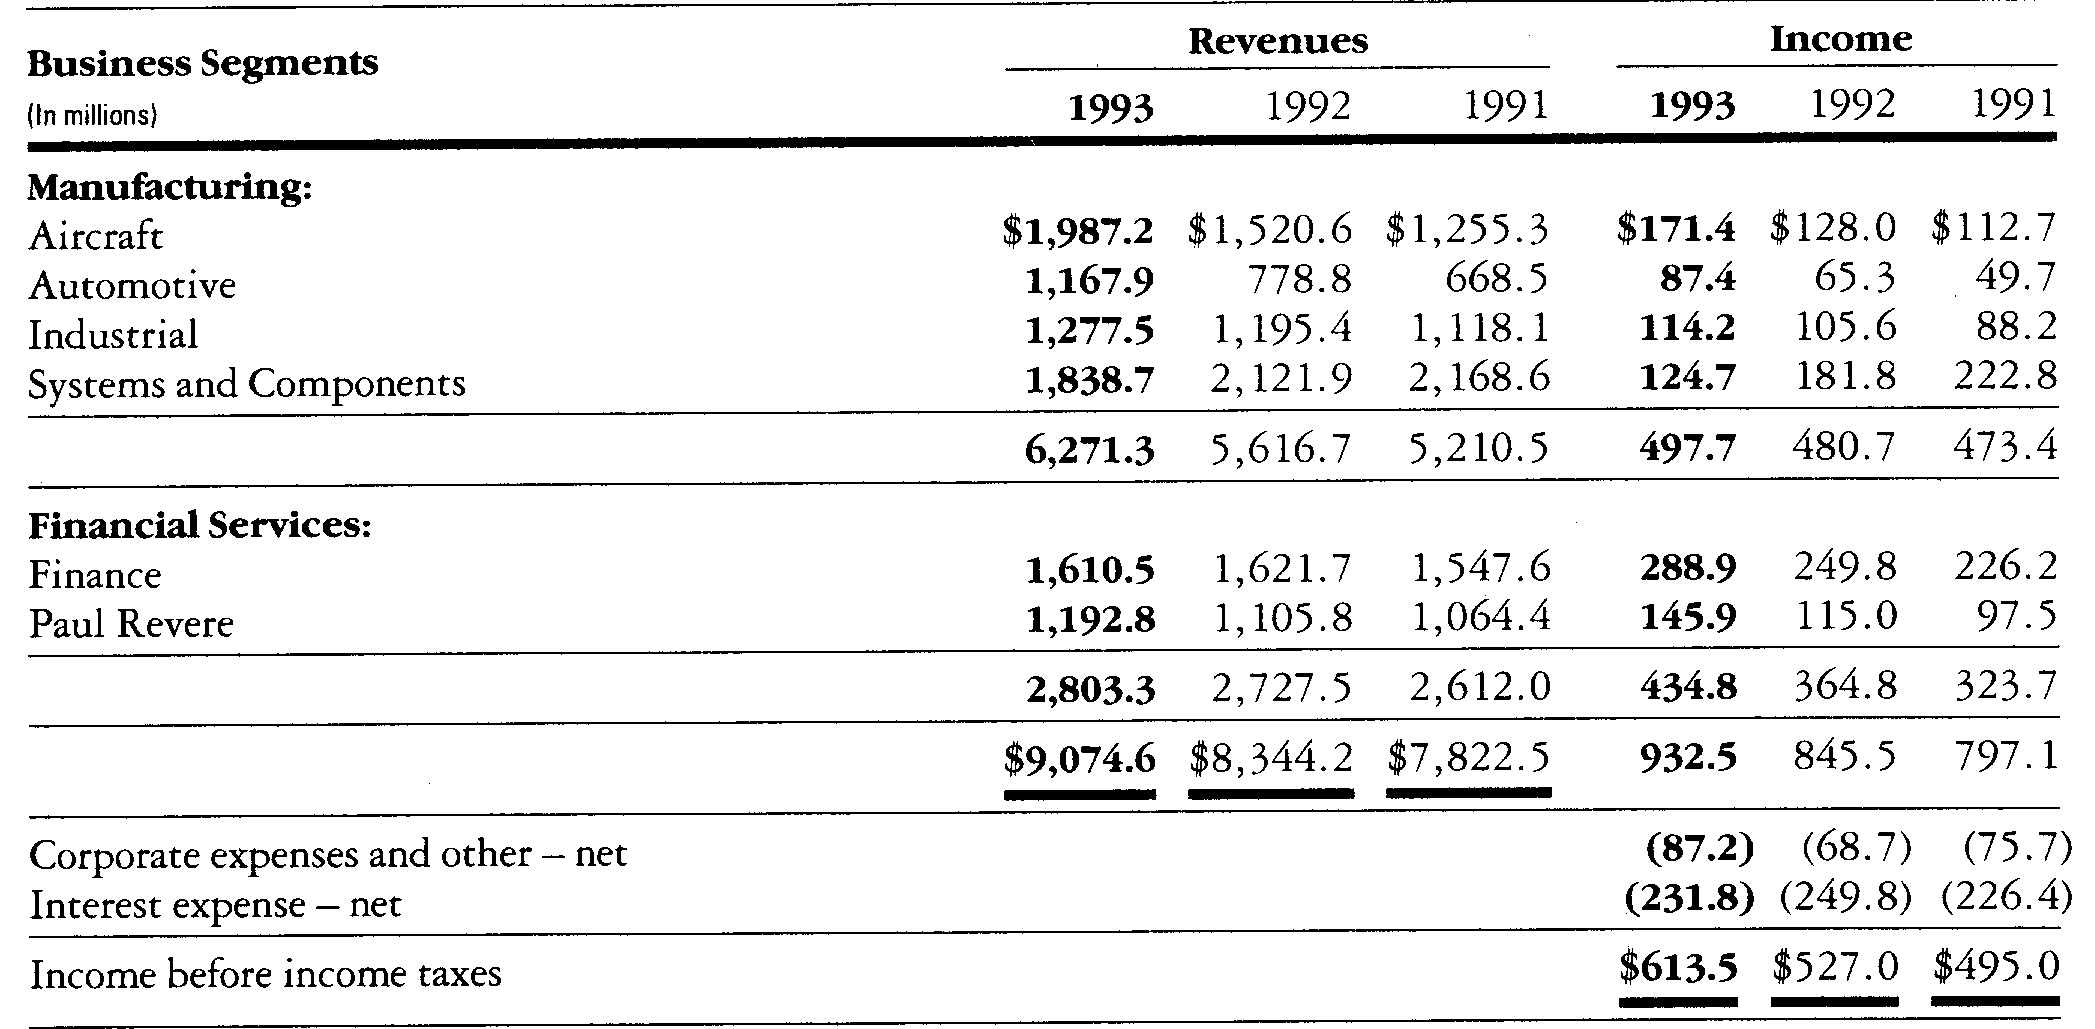 Revenues Income
Business Segments
(In millions) 1993 1992 1991 1993 1992 1991
Manufacturing:
Aircraft $1,987.2 $1,520.6 $1,255.3 $171.4 $128.0 $112.7
Automotive 1,167.9 778.8 668.5 87.4 65.3 49.7
Industrial 1,277.5 1,195.4 1,118.1 114.2 105.6 88.2
Systems and Components 1,838.7 2,121.9 2,168.6 124.7 181.8 222.8
6,271.3 5,616.7 5,210.5 497.7 480.7 473.4
Financial Services:
Finance 1,610.5 1,621.7 1,547.6 288.9 249.8 226.2
Paul Revere 1,192.8 1,105.8 1,064.4 145.9 115.0 97.5
2,803.3 2,727.5 2,612.0 434.8 364.8 323.7
$9,074.6 $8,344.2 $7,822.5 932.5 845.5 797.1
Corporate expenses and other – net (87.2) (68.7) (75.7)
Interest expense – net (231.8) (249.8) (226.4)
Income before income taxes $613.5 $527.0 $495.0